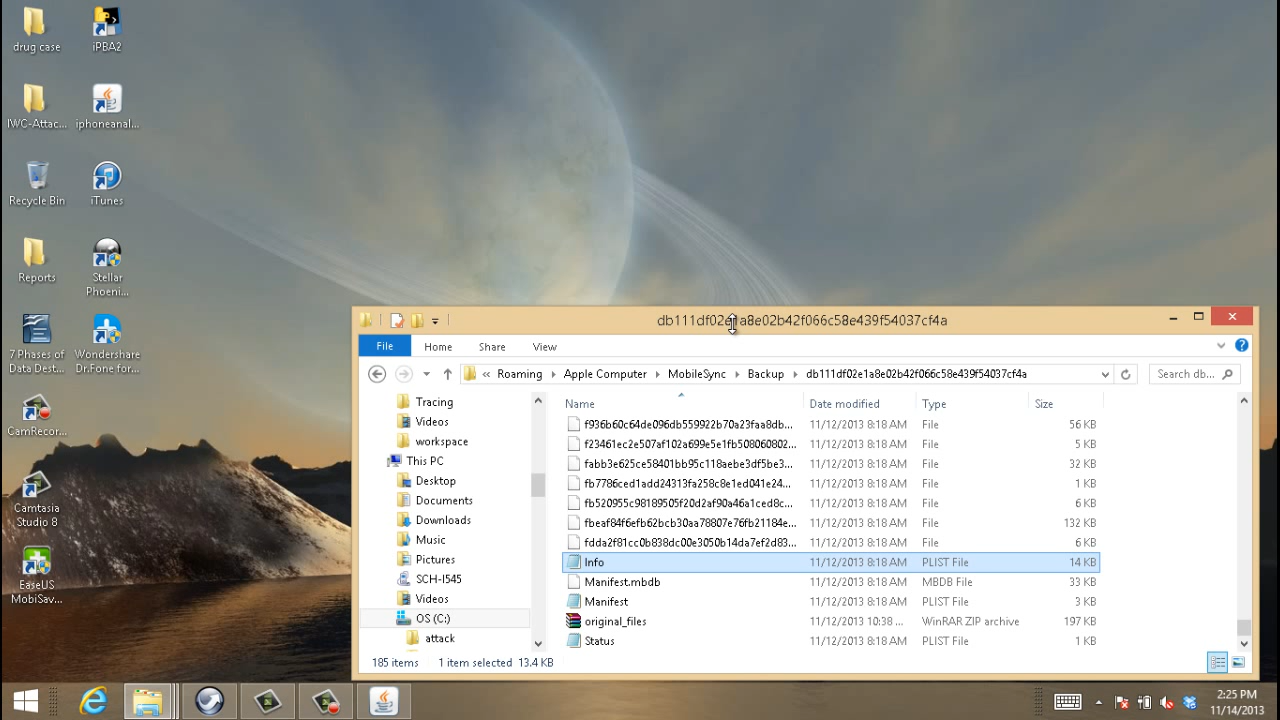 drug case
iPBA2
IWC-Attac...
iphoneanal...
Recycle Bin
iTunes
Reports
Stellar
Phoeni...
7 Phases of
Data Dest...
Wondershare
Dr.Fone for...
CamRecor...
Camtasia
Studio 8
EaseUS
MobiSav...
db111df02e1a8e02b42f066c58e439f54037cf4a
File Home Share View
« Roaming Apple Computer MobileSync Backup db111df02e1a8e02b42f066c58e439f54037cf4a
Search db...
Tracing
Videos
workspace
This PC
Desktop
Documents
Downloads
Music
Pictures
SCH-I545
Videos
OS (C:)
attack
Name Date modified Type Size
f936b60c64de096db559922b70a23faa8db... 11/12/2013 8:18 AM File 56 KB
f23461ec2e507af102a699e5e1fb508060802... 11/12/2013 8:18 AM File 5 KB
fabb3e625ce58401bb95c118aebe3df5be3... 11/12/2013 8:18 AM File 32 KB
fb7786ced1add24313fa258c8e1ed041e24... 11/12/2013 8:18 AM File 1 KB
fb520955c98189505f20d2af90a46a1ced8c... 11/12/2013 8:18 AM File 6 KB
fbeaf84f6efb62bcb30aa78807e76fb21184e... 11/12/2013 8:18 AM File 132 KB
fdda2f81cc0b838dc00e3050b14da7ef2d83... 11/12/2013 8:18 AM File 6 KB
Info 11/12/2013 8:18 AM PLIST File 14 KB
Manifest.mbdb 11/12/2013 8:18 AM MBDB File 33 KB
Manifest 11/12/2013 8:18 AM PLIST File 3 KB
original_files 11/12/2013 10:38 ... WinRAR ZIP archive 197 KB
Status 11/12/2013 8:18 AM PLIST File 1 KB
185 items 1 item selected 13.4 KB
2:25 PM
11/14/2013